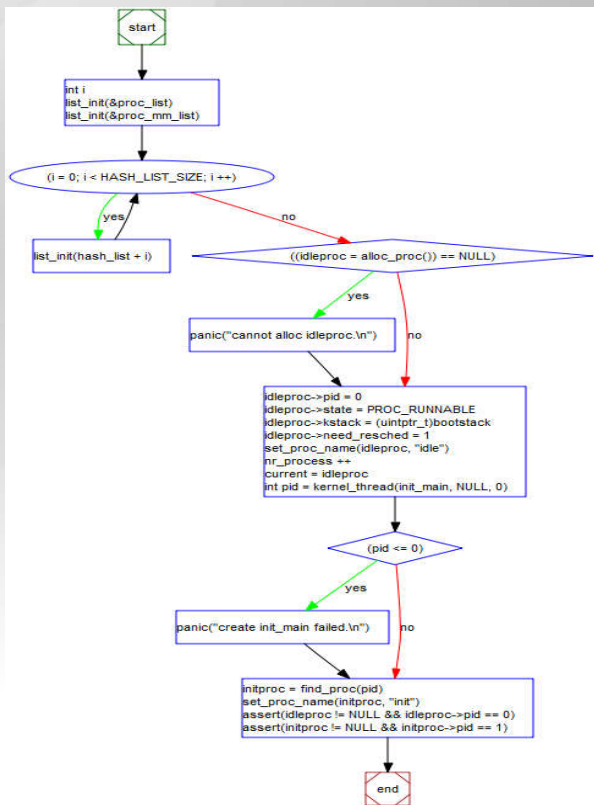 start
int i
list_init(&proc_list)
list_init(&proc_mm_list)
(i = 0; i < HASH_LIST_SIZE; i ++)
yes
no
list_init(hash_list + i)
((idleproc = alloc_proc()) == NULL)
yes
no
panic("cannot alloc idleproc.\n")
idleproc->pid = 0
idleproc->state = PROC_RUNNABLE
idleproc->kstack = (uintptr_t)bootstack
idleproc->need_resched = 1
set_proc_name(idleproc, "idle")
nr_process ++
current = idleproc
int pid = kernel_thread(init_main, NULL, 0)
(pid <= 0)
yes
no
panic("create init_main failed.\n")
initproc = find_proc(pid)
set_proc_name(initproc, "init")
assert(idleproc != NULL && idleproc->pid == 0)
assert(initproc != NULL && initproc->pid == 1)
end